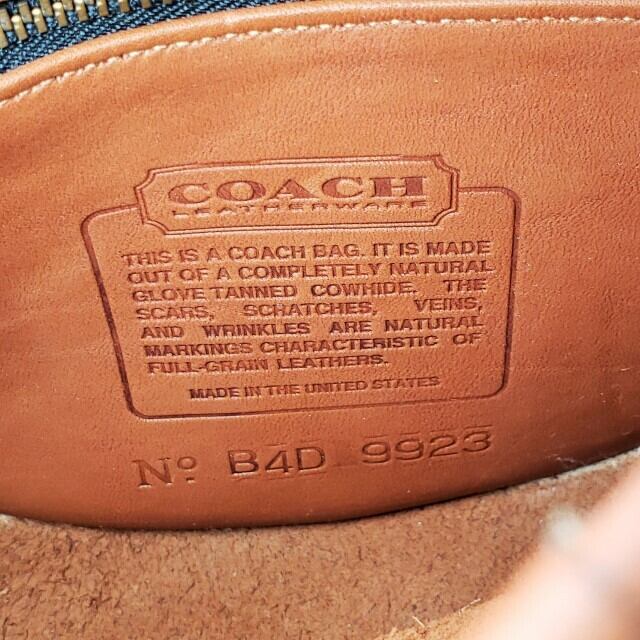 COACH
LEATHERWARE
THIS IS A COACH BAG. IT IS MADE
OUT OF A COMPLETELY NATURAL
GLOVE TANNED COWHIDE. THE
SCARS, SCRATCHES, VEINS,
AND WRINKLES ARE NATURAL
MARKINGS CHARACTERISTIC OF
FULL-GRAIN LEATHERS.
MADE IN THE UNITED STATES
Nº B4D 9923